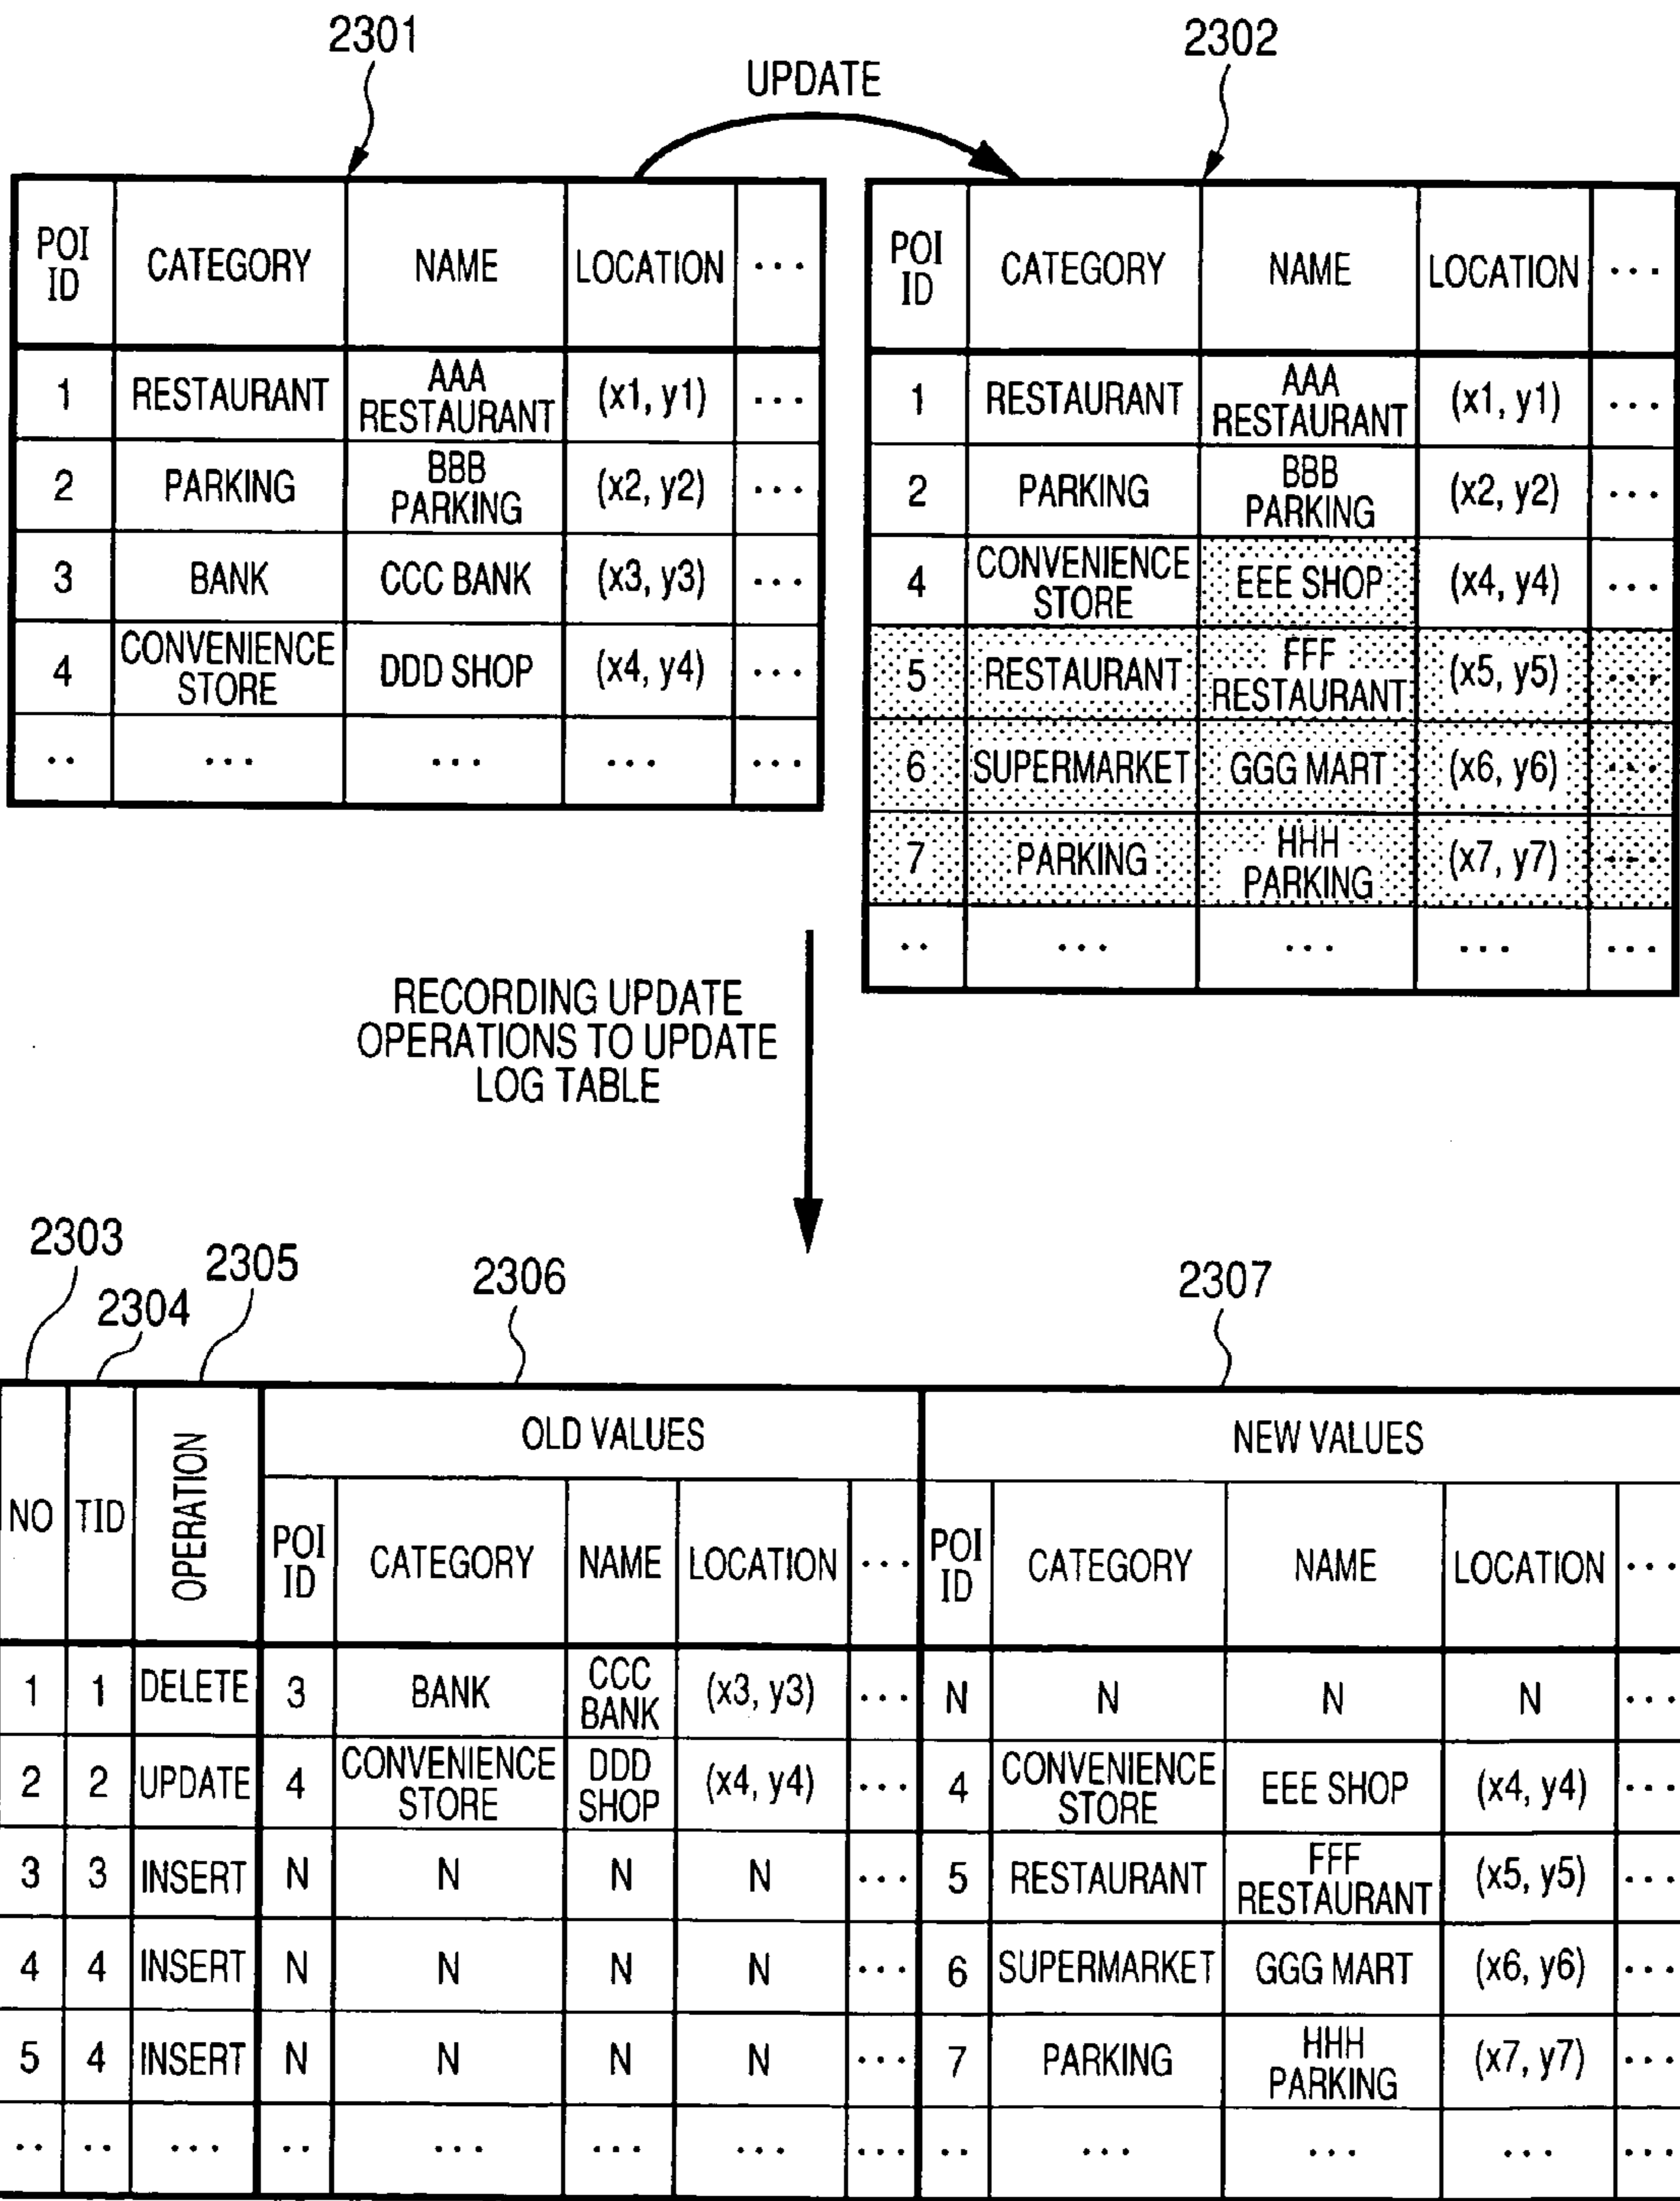 2301
2302
UPDATE
POI ID CATEGORY NAME LOCATION ...
1 RESTAURANT AAA RESTAURANT (x1, y1) ...
2 PARKING BBB PARKING (x2, y2) ...
3 BANK CCC BANK (x3, y3) ...
4 CONVENIENCE STORE DDD SHOP (x4, y4) ...
.. ... ... ... ...
POI ID CATEGORY NAME LOCATION ...
1 RESTAURANT AAA RESTAURANT (x1, y1) ...
2 PARKING BBB PARKING (x2, y2) ...
4 CONVENIENCE STORE EEE SHOP (x4, y4) ...
5 RESTAURANT FFF RESTAURANT (x5, y5) ...
6 SUPERMARKET GGG MART (x6, y6) ...
7 PARKING HHH PARKING (x7, y7) ...
.. ... ... ... ...
RECORDING UPDATE
OPERATIONS TO UPDATE
LOG TABLE
2303
2304
2305
2306
2307
NO TID OPERATION OLD VALUES NEW VALUES
POI ID CATEGORY NAME LOCATION ... POI ID CATEGORY NAME LOCATION ...
1 1 DELETE 3 BANK CCC BANK (x3, y3) ... N N N N ...
2 2 UPDATE 4 CONVENIENCE STORE DDD SHOP (x4, y4) ... 4 CONVENIENCE STORE EEE SHOP (x4, y4) ...
3 3 INSERT N N N N ... 5 RESTAURANT FFF RESTAURANT (x5, y5) ...
4 4 INSERT N N N N ... 6 SUPERMARKET GGG MART (x6, y6) ...
5 4 INSERT N N N N ... 7 PARKING HHH PARKING (x7, y7) ...
.. .. ... .. ... ... ... ... .. ... ... ... ...